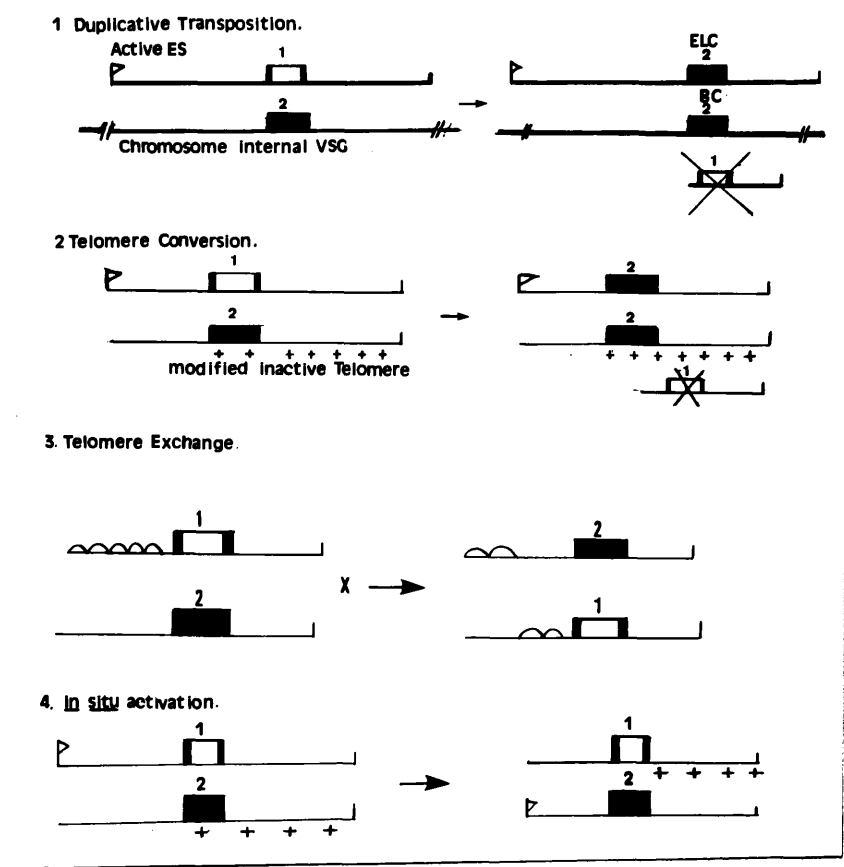 1 Duplicative Transposition.
Active ES
1
2
Chromosome internal VSG
ELC
2
BC
2
1
2 Telomere Conversion.
1
2
+ + + + + + +
modified inactive Telomere
2
2
+ + + + + + +
1
3. Telomere Exchange.
1
2
X
2
1
4. In situ activation.
1
2
+ + + +
1
+ + + +
2